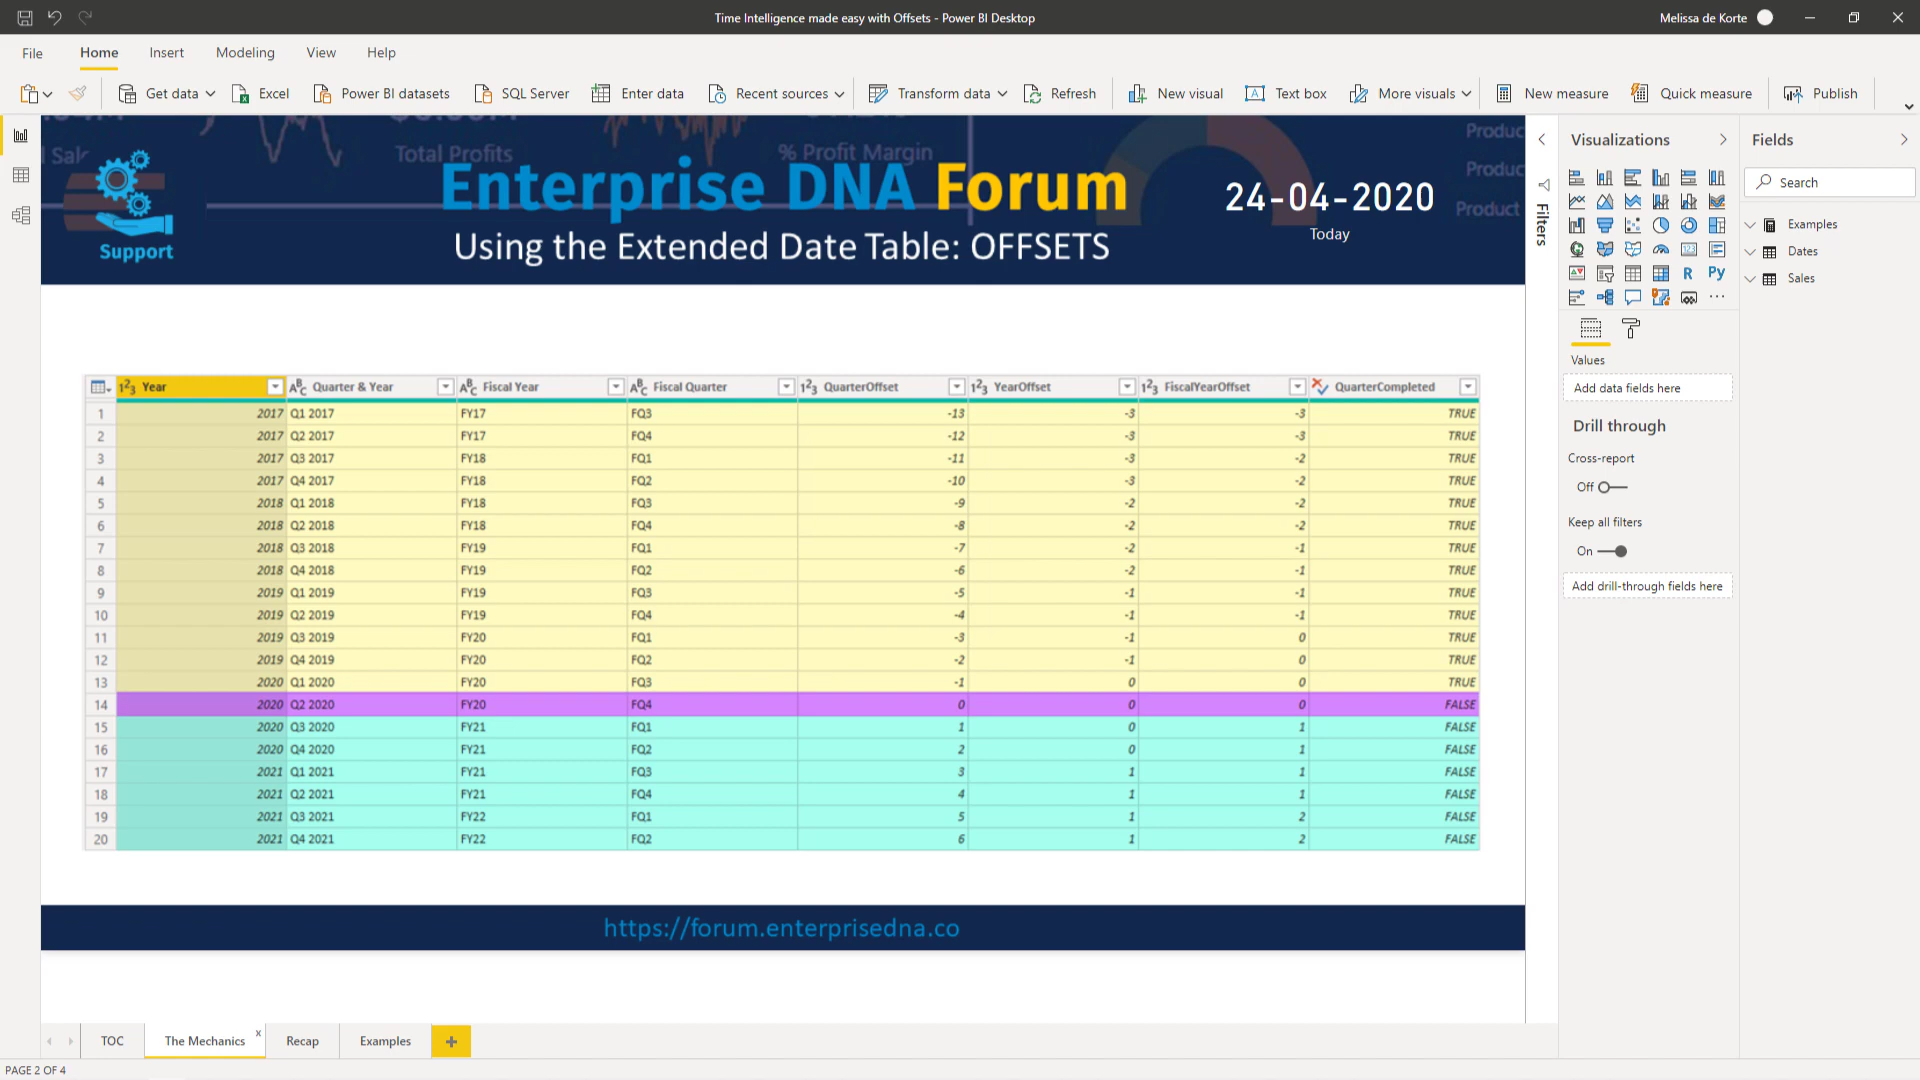 Time Intelligence made easy with Offsets - Power BI Desktop
Melissa de Korte
File Home Insert Modeling View Help
Get data Excel Power BI datasets SQL Server Enter data Recent sources Transform data Refresh New visual Text box More visuals New measure Quick measure Publish
Total Profits
% Profit Margin
Produc
Produc
Product
Support
Enterprise DNA Forum
Using the Extended Date Table: OFFSETS
24-04-2020
Today
Filters
Year Quarter & Year Fiscal Year Fiscal Quarter QuarterOffset YearOffset FiscalYearOffset QuarterCompleted
1 2017 Q1 2017 FY17 FQ3 -13 -3 -3 TRUE
2 2017 Q2 2017 FY17 FQ4 -12 -3 -3 TRUE
3 2017 Q3 2017 FY18 FQ1 -11 -3 -2 TRUE
4 2017 Q4 2017 FY18 FQ2 -10 -3 -2 TRUE
5 2018 Q1 2018 FY18 FQ3 -9 -2 -2 TRUE
6 2018 Q2 2018 FY18 FQ4 -8 -2 -2 TRUE
7 2018 Q3 2018 FY19 FQ1 -7 -2 -1 TRUE
8 2018 Q4 2018 FY19 FQ2 -6 -2 -1 TRUE
9 2019 Q1 2019 FY19 FQ3 -5 -1 -1 TRUE
10 2019 Q2 2019 FY19 FQ4 -4 -1 -1 TRUE
11 2019 Q3 2019 FY20 FQ1 -3 -1 0 TRUE
12 2019 Q4 2019 FY20 FQ2 -2 -1 0 TRUE
13 2020 Q1 2020 FY20 FQ3 -1 0 0 TRUE
14 2020 Q2 2020 FY20 FQ4 0 0 0 FALSE
15 2020 Q3 2020 FY21 FQ1 1 0 1 FALSE
16 2020 Q4 2020 FY21 FQ2 2 0 1 FALSE
17 2021 Q1 2021 FY21 FQ3 3 1 1 FALSE
18 2021 Q2 2021 FY21 FQ4 4 1 1 FALSE
19 2021 Q3 2021 FY22 FQ1 5 1 2 FALSE
20 2021 Q4 2021 FY22 FQ2 6 1 2 FALSE
https://forum.enterprisedna.co
Visualizations
R Py
Values
Add data fields here
Drill through
Cross-report
Off
Keep all filters
On
Add drill-through fields here
Fields
Search
Examples
Dates
Sales
TOC The Mechanics x Recap Examples +
PAGE 2 OF 4